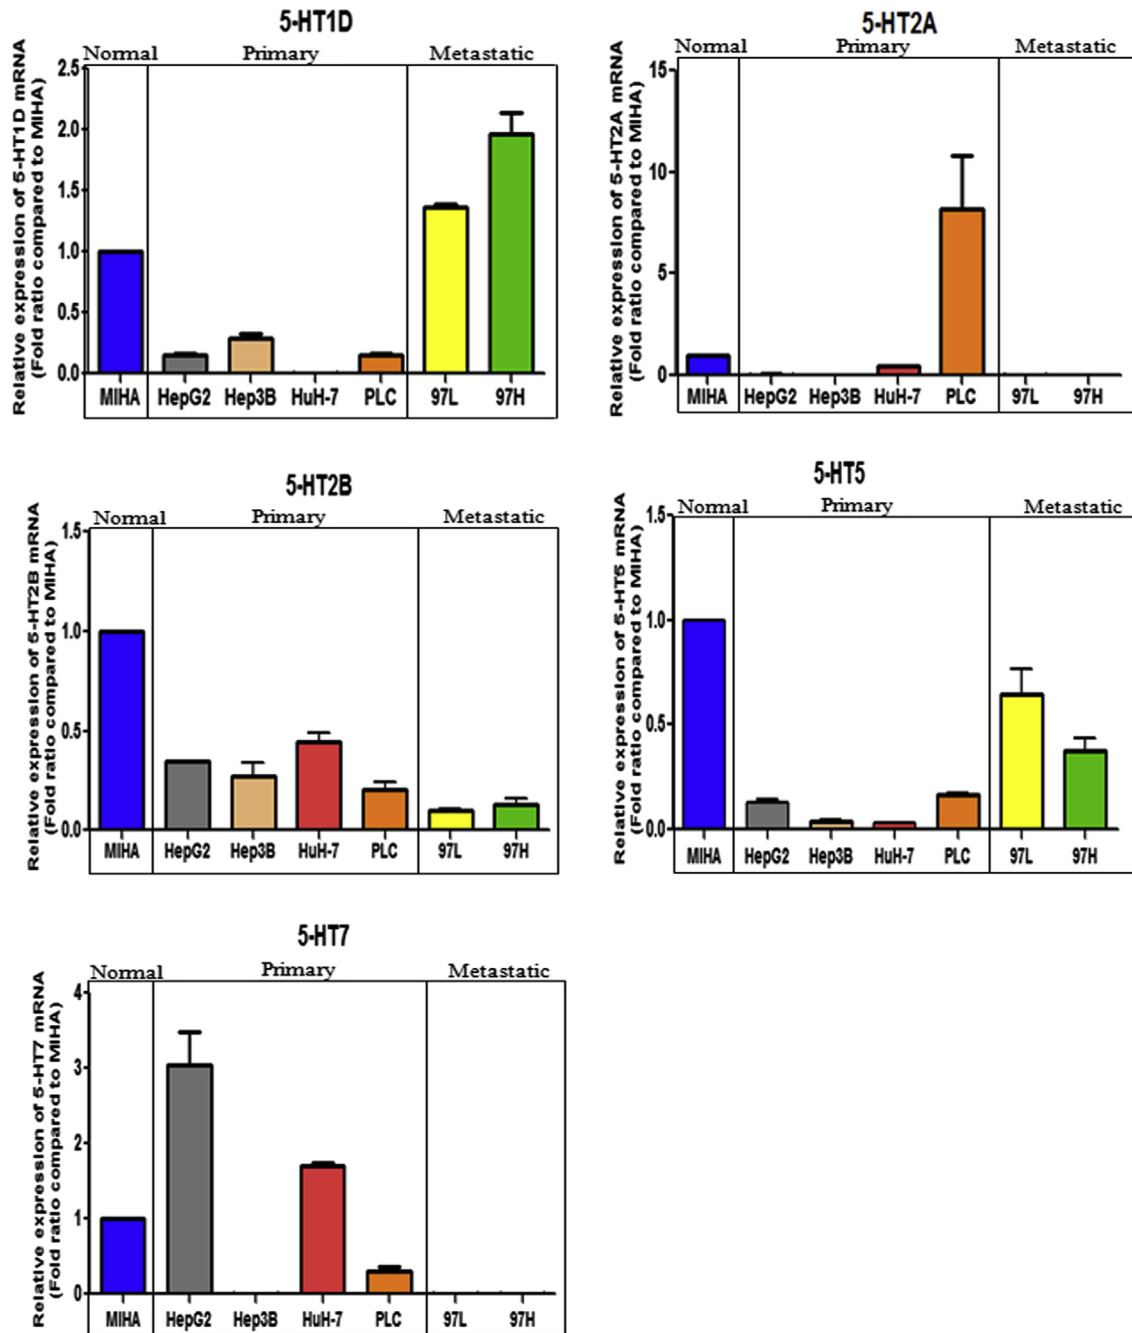 5-HT1D
Normal Primary Metastatic
Relative expression of 5-HT1D mRNA
(Fold ratio compared to MIHA)
2.5
2.0
1.5
1.0
0.5
0.0
MIHA HepG2 Hep3B HuH-7 PLC 97L 97H
5-HT2A
Normal Primary Metastatic
Relative expression of 5-HT2A mRNA
(Fold ratio compared to MIHA)
15
10
5
0
MIHA HepG2 Hep3B HuH-7 PLC 97L 97H
5-HT2B
Normal Primary Metastatic
Relative expression of 5-HT2B mRNA
(Fold ratio compared to MIHA)
1.5
1.0
0.5
0.0
MIHA HepG2 Hep3B HuH-7 PLC 97L 97H
5-HT5
Normal Primary Metastatic
Relative expression of 5-HT5 mRNA
(Fold ratio compared to MIHA)
1.5
1.0
0.5
0.0
MIHA HepG2 Hep3B HuH-7 PLC 97L 97H
5-HT7
Normal Primary Metastatic
Relative expression of 5-HT7 mRNA
(Fold ratio compared to MIHA)
4
3
2
1
0
MIHA HepG2 Hep3B HuH-7 PLC 97L 97H